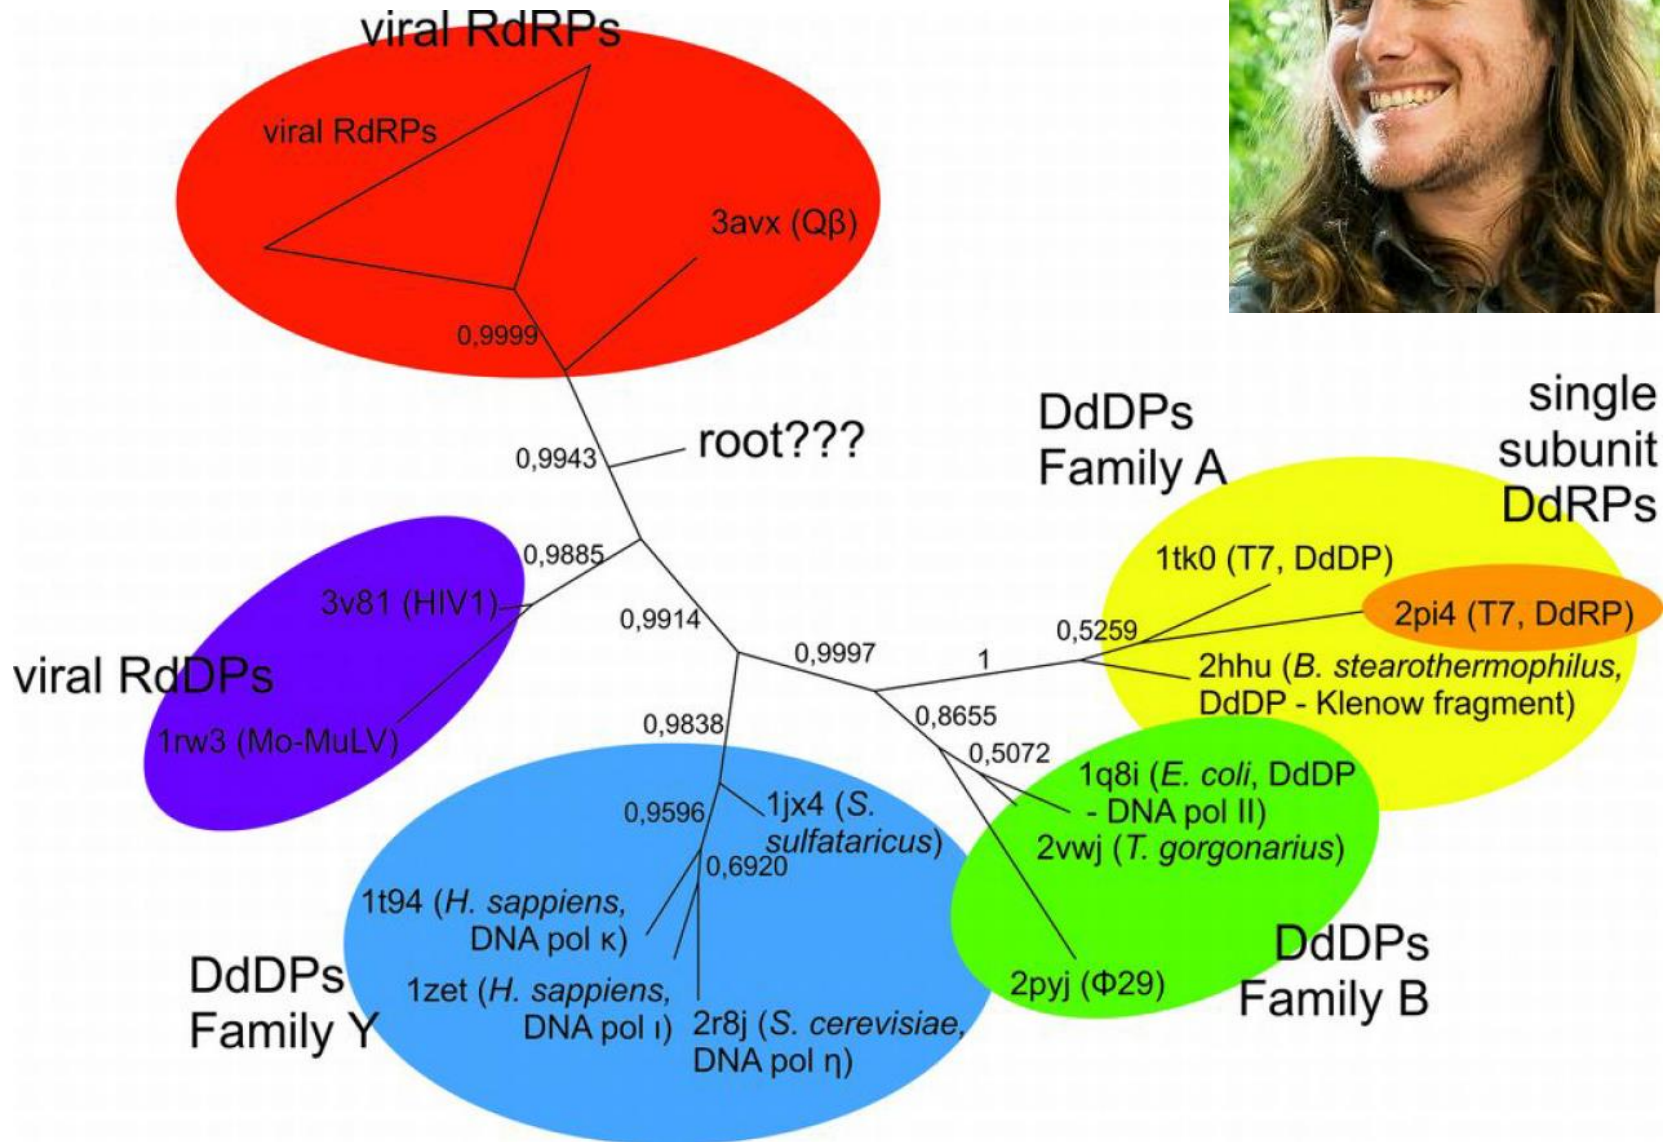 viral RdRPs
viral RdRPs
3avx (Qβ)
0,9999
root???
0,9943
0,9885
3v81 (HIV1)
viral RdDPs
1rw3 (Mo-MuLV)
0,9914
0,9997
1
DdDPs
Family A
single
subunit
DdRPs
1tk0 (T7, DdDP)
0,5259
2pi4 (T7, DdRP)
2hhu (B. stearothermophilus,
DdDP - Klenow fragment)
0,8655
0,5072
1q8i (E. coli, DdDP
- DNA pol II)
2vwj (T. gorgonarius)
2pyj (Φ29)
DdDPs
Family B
0,9838
0,9596
1jx4 (S.
sulfataricus)
0,6920
1t94 (H. sappiens,
DNA pol κ)
1zet (H. sappiens,
DNA pol ι)
2r8j (S. cerevisiae,
DNA pol η)
DdDPs
Family Y